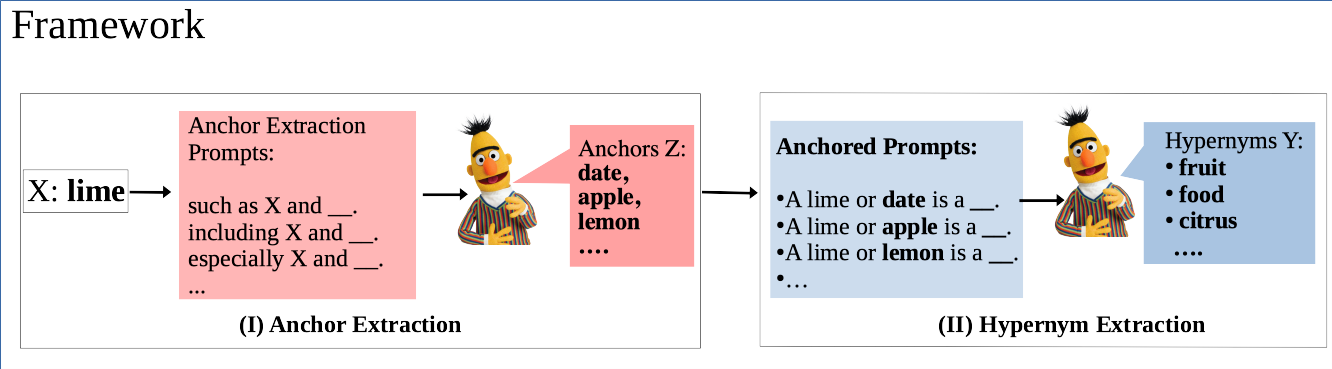 Framework
X: lime
Anchor Extraction
Prompts:
such as X and __.
including X and __.
especially X and __.
...
Anchors Z:
date,
apple,
lemon
....
(I) Anchor Extraction
Anchored Prompts:
•A lime or date is a __.
•A lime or apple is a __.
•A lime or lemon is a __.
•…
Hypernyms Y:
• fruit
• food
• citrus
....
(II) Hypernym Extraction